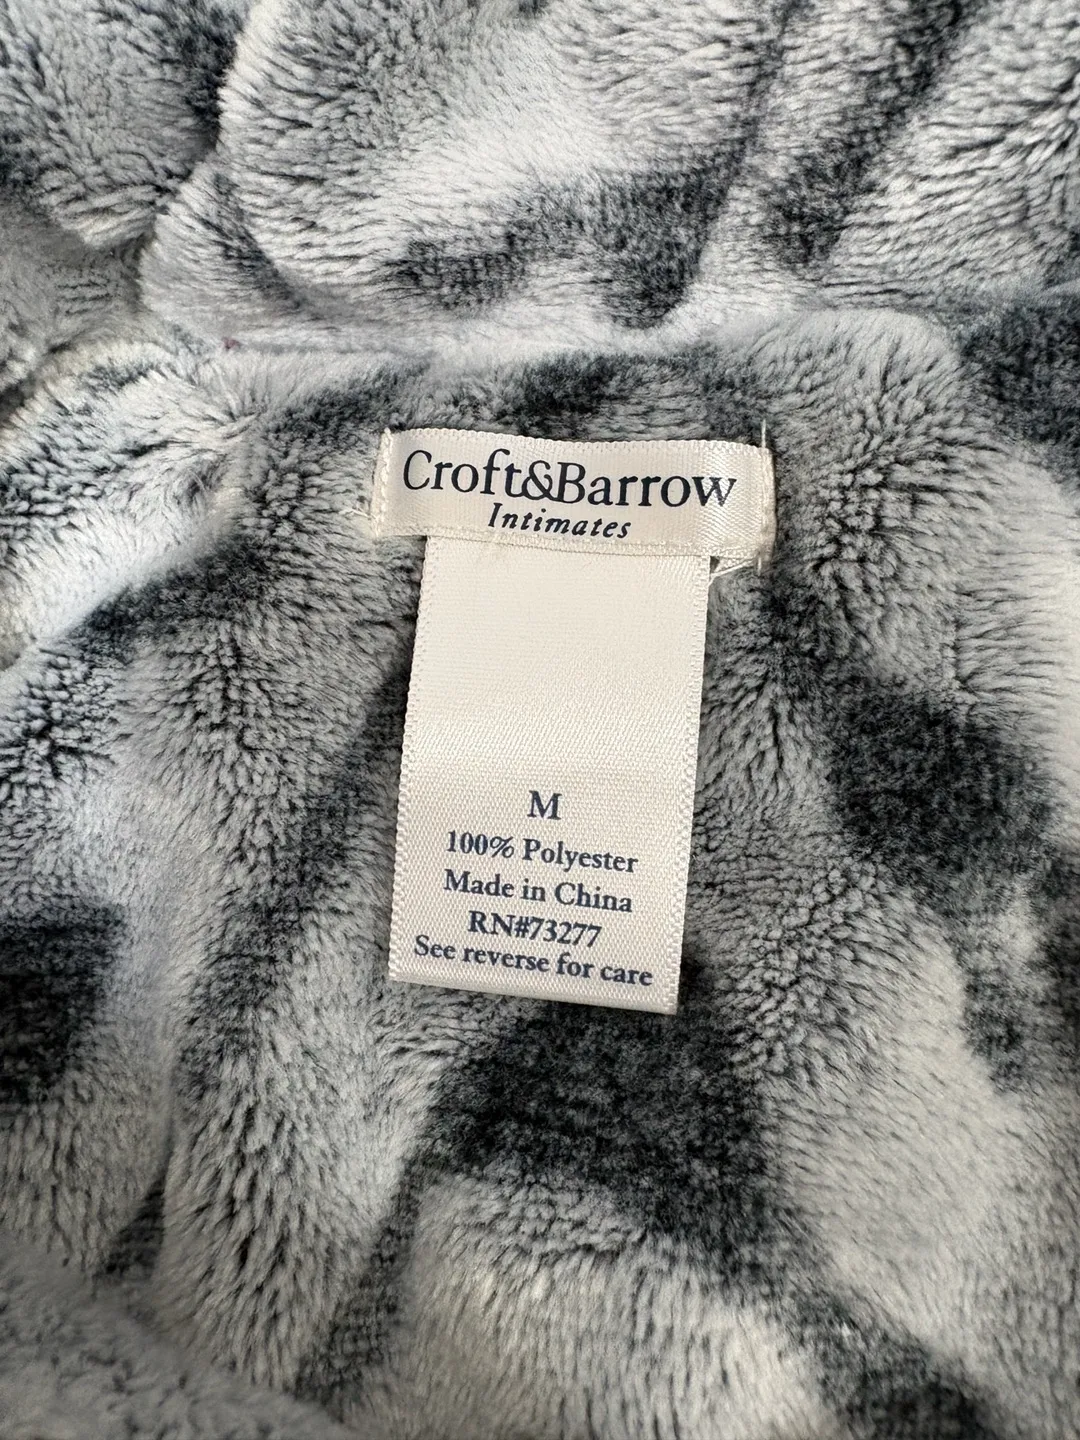 Croft&Barrow
Intimates
M
100% Polyester
Made in China
RN#73277
See reverse for care